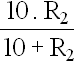 10 . R₂
10 + R₂